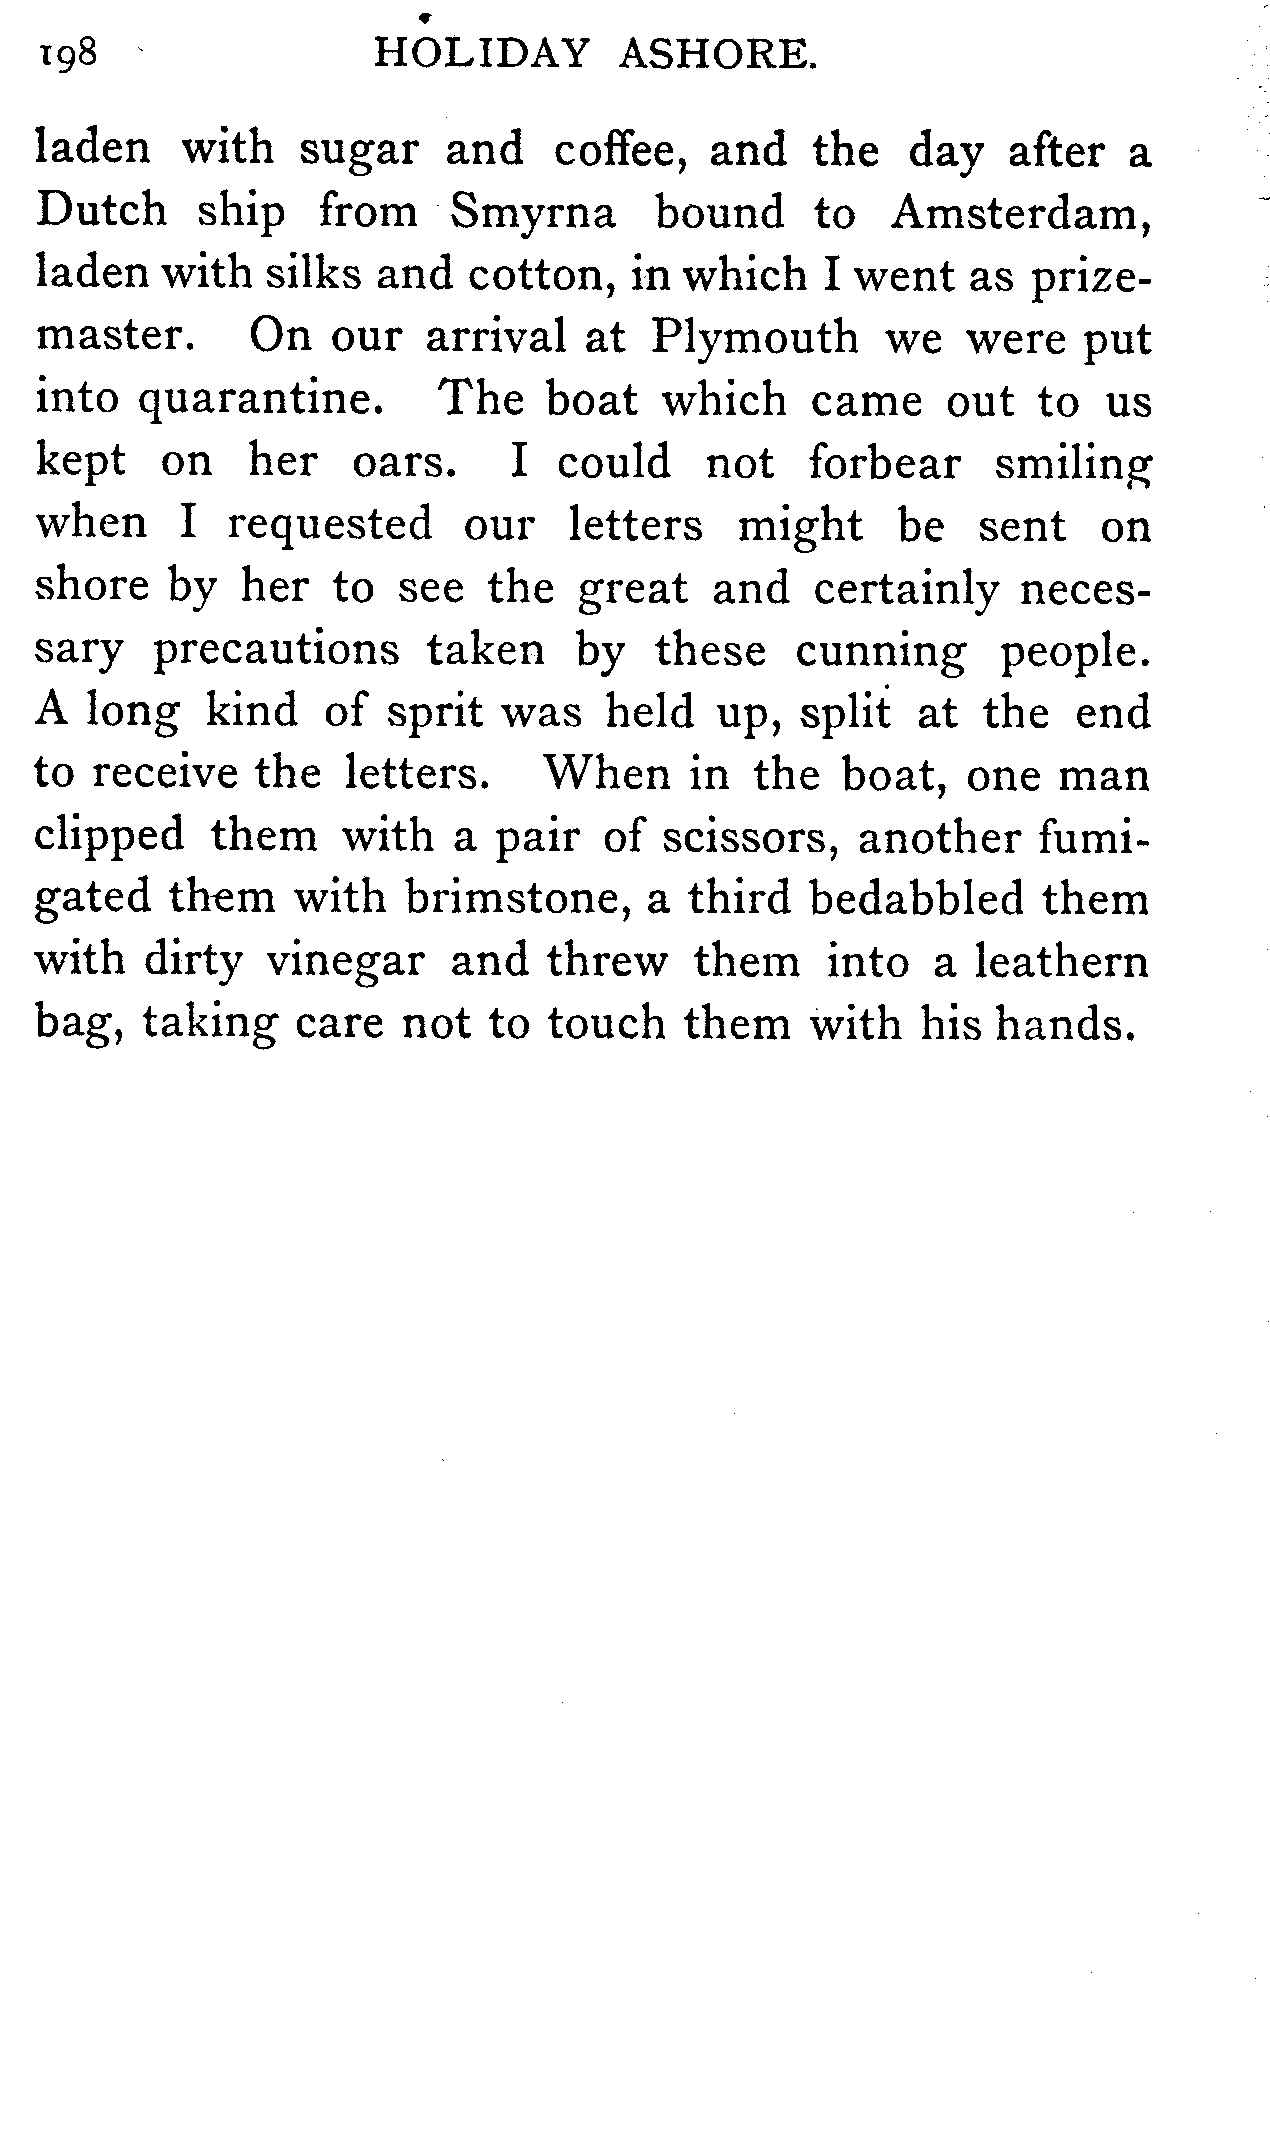 198 HOLIDAY ASHORE.
laden with sugar and coffee, and the day after a
Dutch ship from Smyrna bound to Amsterdam,
laden with silks and cotton, in which I went as prize-
master. On our arrival at Plymouth we were put
into quarantine. The boat which came out to us
kept on her oars. I could not forbear smiling
when I requested our letters might be sent on
shore by her to see the great and certainly neces-
sary precautions taken by these cunning people.
A long kind of sprit was held up, split at the end
to receive the letters. When in the boat, one man
clipped them with a pair of scissors, another fumi-
gated them with brimstone, a third bedabbled them
with dirty vinegar and threw them into a leathern
bag, taking care not to touch them with his hands.